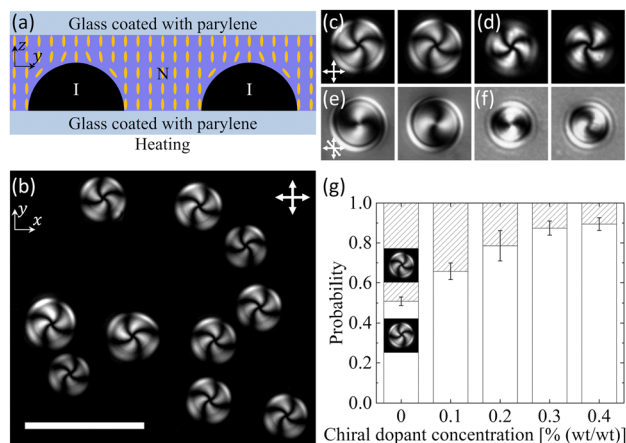 (a)
Glass coated with parylene
z
y
N
I
I
Glass coated with parylene
Heating
(b)
y
x
(c)
(d)
(e)
(f)
(g)
Probability
1.0
0.8
0.6
0.4
0.2
0.0
0
0.1
0.2
0.3
0.4
Chiral dopant concentration [% (wt/wt)]